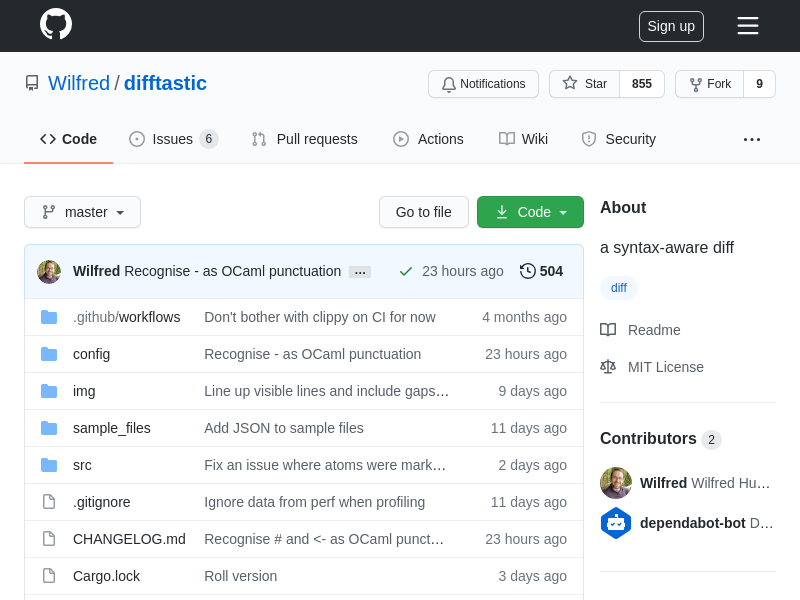 Sign up
Wilfred / difftastic
Notifications
Star 855
Fork 9
Code
Issues 6
Pull requests
Actions
Wiki
Security
master
Go to file
Code
Wilfred Recognise - as OCaml punctuation ... 23 hours ago 504
.github/workflows Don't bother with clippy on CI for now 4 months ago
config Recognise - as OCaml punctuation 23 hours ago
img Line up visible lines and include gaps… 9 days ago
sample_files Add JSON to sample files 11 days ago
src Fix an issue where atoms were mark… 2 days ago
.gitignore Ignore data from perf when profiling 11 days ago
CHANGELOG.md Recognise # and <- as OCaml punct… 23 hours ago
Cargo.lock Roll version 3 days ago
About
a syntax-aware diff
diff
Readme
MIT License
Contributors 2
Wilfred Wilfred Hu…
dependabot-bot D…